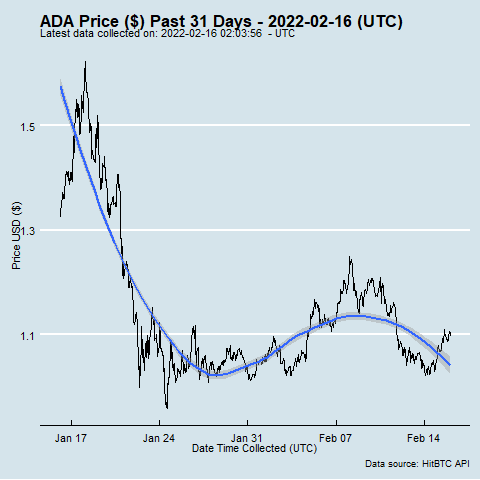 ADA Price ($) Past 31 Days - 2022-02-16 (UTC)
Latest data collected on: 2022-02-16 02:03:56 - UTC
1.5
1.3
1.1
Price USD ($)
Jan 17 Jan 24 Jan 31 Feb 07 Feb 14
Date Time Collected (UTC)
Data source: HitBTC API